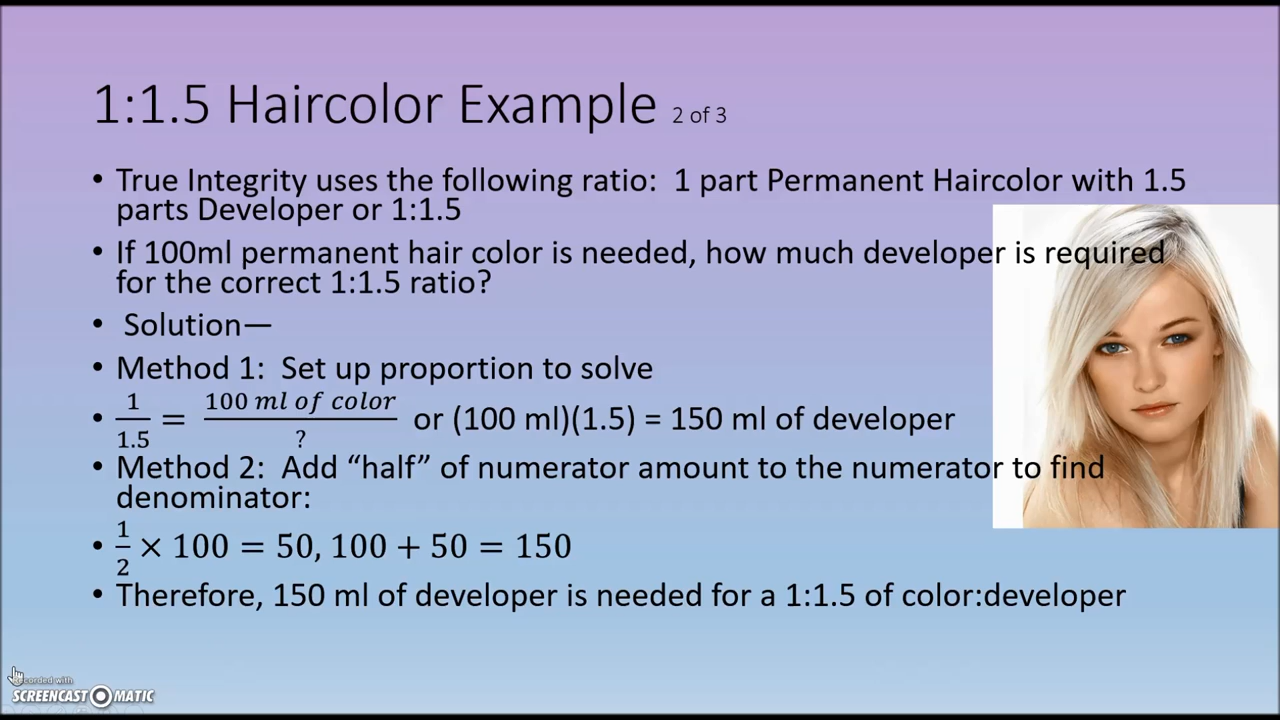 1:1.5 Haircolor Example 2 of 3
• True Integrity uses the following ratio:  1 part Permanent Haircolor with 1.5
parts Developer or 1:1.5
• If 100ml permanent hair color is needed, how much developer is required
for the correct 1:1.5 ratio?
• Solution—
• Method 1:  Set up proportion to solve
• 1/1.5 = 100 ml of color/? or (100 ml)(1.5) = 150 ml of developer
• Method 2:  Add “half” of numerator amount to the numerator to find
denominator:
• 1/2 × 100 = 50, 100 + 50 = 150
• Therefore, 150 ml of developer is needed for a 1:1.5 of color:developer
Recorded with
SCREENCAST-O-MATIC